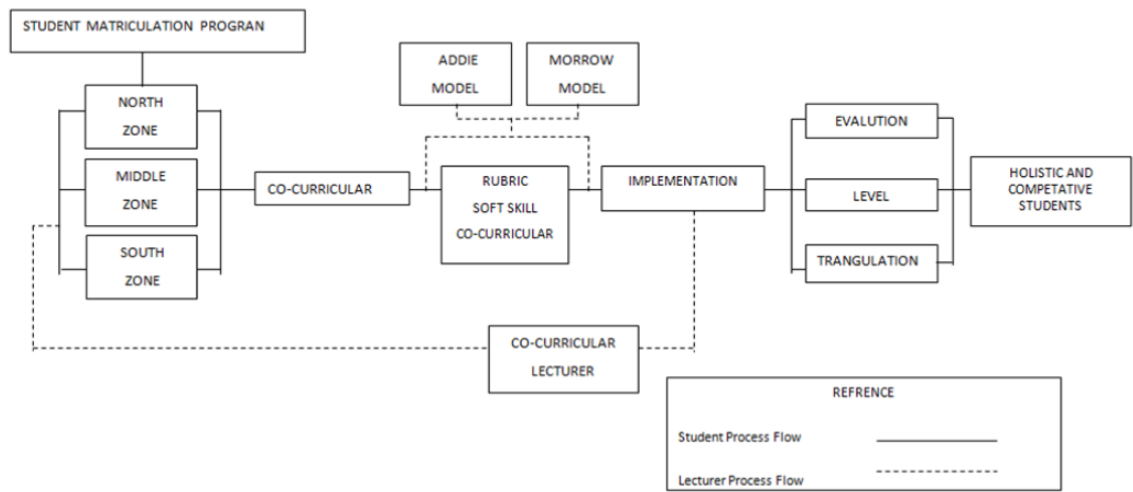 STUDENT MATRICULATION PROGRAN
NORTH
ZONE
MIDDLE
ZONE
SOUTH
ZONE
CO-CURRICULAR
ADDIE
MODEL
MORROW
MODEL
RUBRIC
SOFT SKILL
CO-CURRICULAR
IMPLEMENTATION
EVALUTION
LEVEL
TRANGULATION
HOLISTIC AND
COMPETATIVE
STUDENTS
CO-CURRICULAR
LECTURER
REFRENCE
Student Process Flow
Lecturer Process Flow